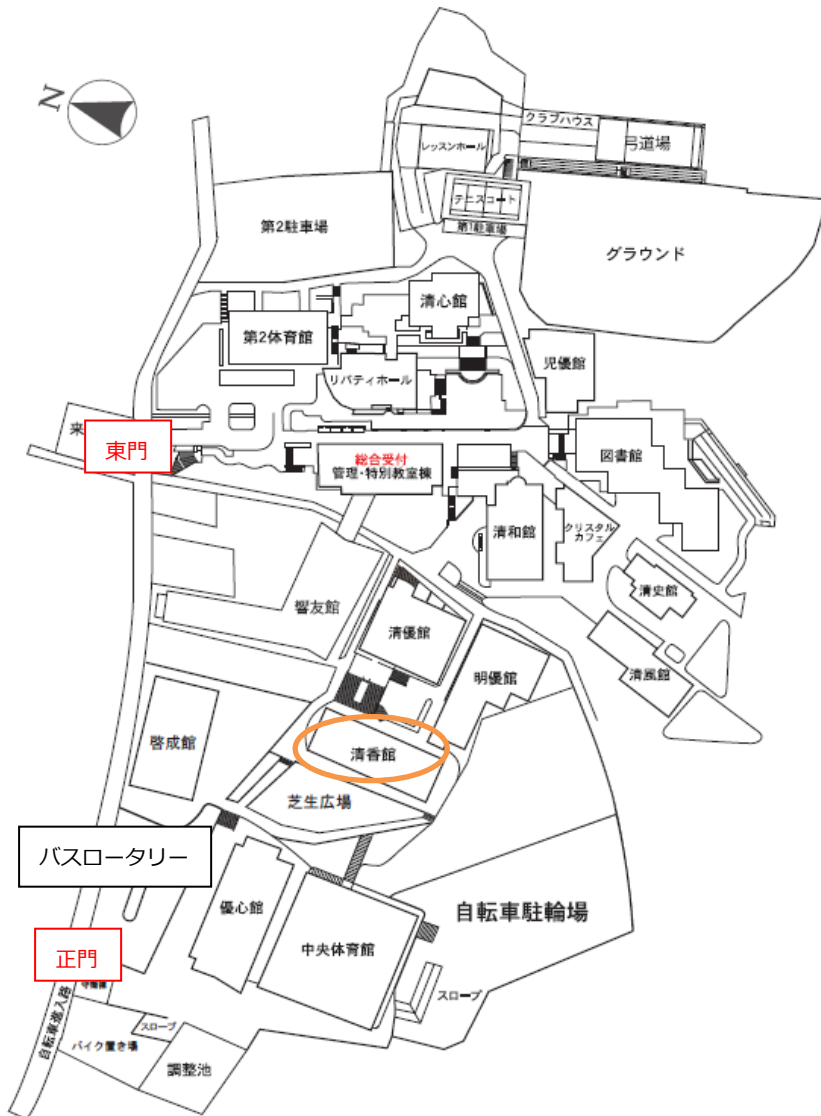 N
クラブハウス
弓道場
レッスンホール
テニスコート
第1駐車場
第2駐車場
グラウンド
清心館
第2体育館
リバティホール
児優館
来
東門
総合受付
管理・特別教室棟
図書館
清和館
クリスタル
カフェ
清史館
響友館
清優館
明優館
清風館
啓成館
清香館
芝生広場
バスロータリー
優心館
自転車駐輪場
中央体育館
正門
スロープ
自転車進入路
スロープ
バイク置き場
調整池